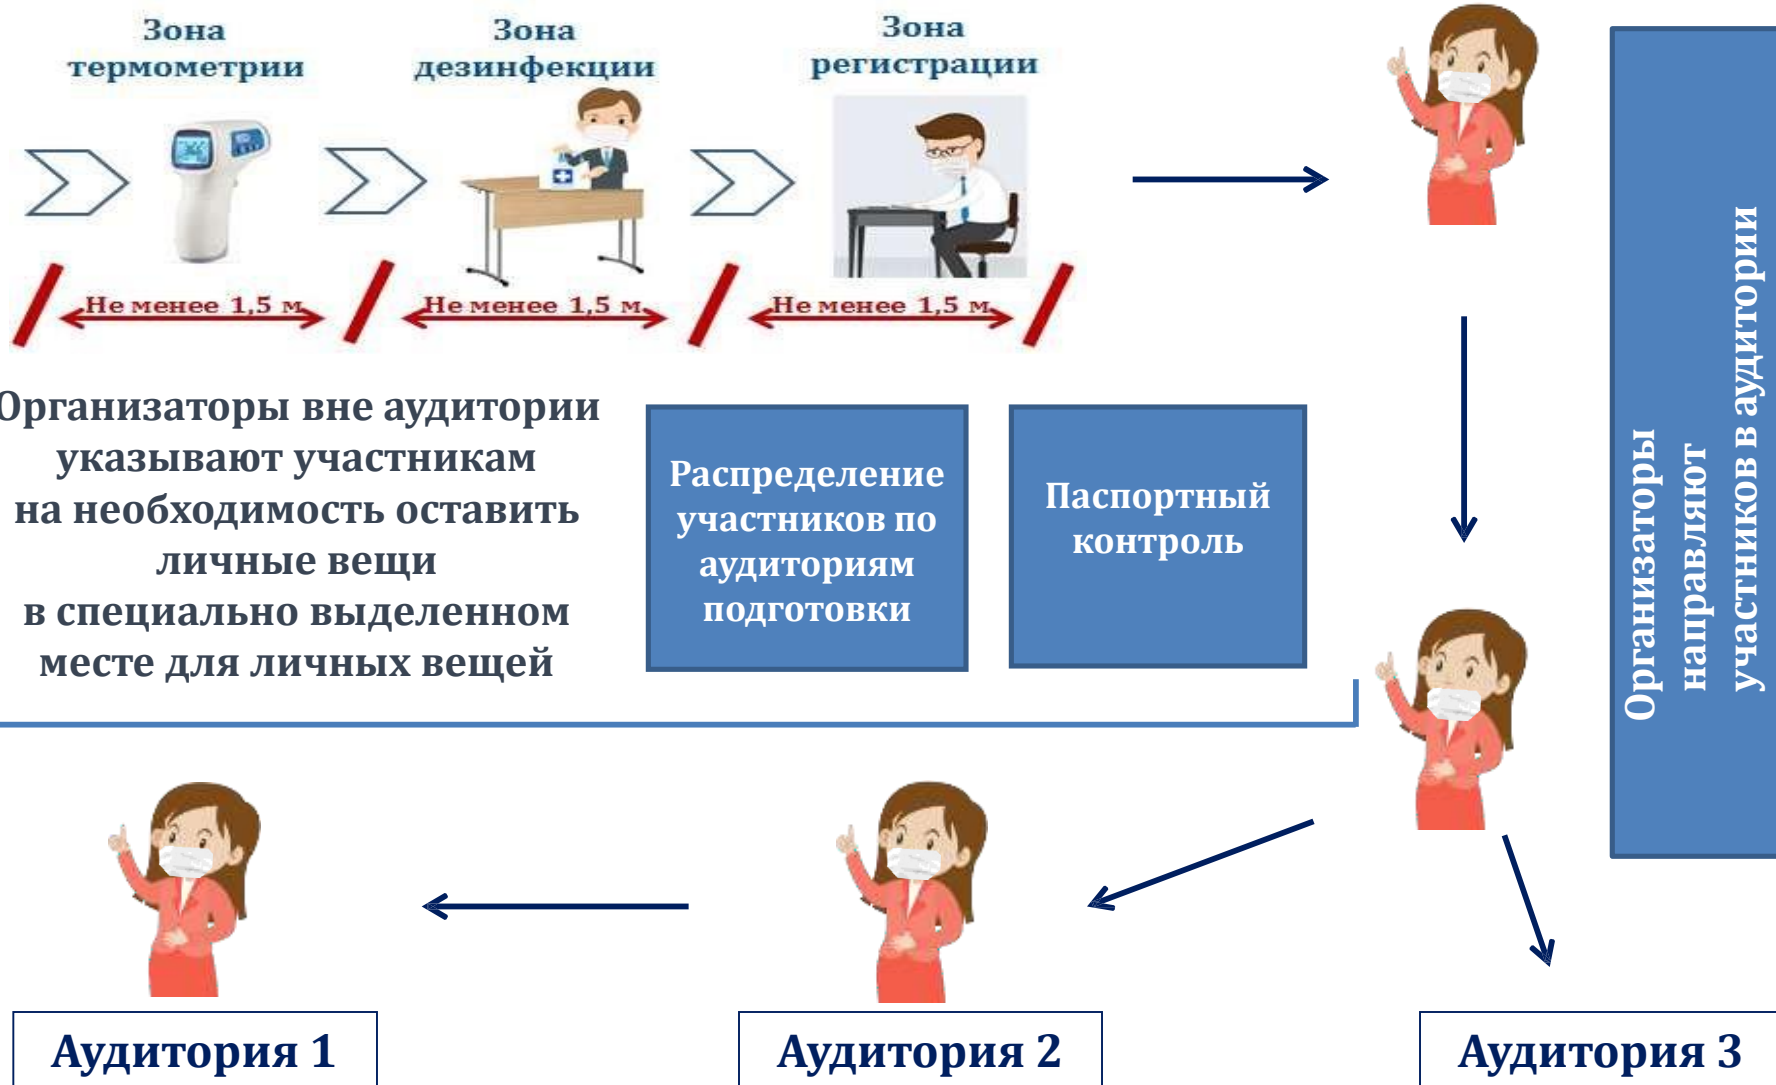 Зона
термометрии
Зона
дезинфекции
Зона
регистрации
Не менее 1,5 м
Не менее 1,5 м
Не менее 1,5 м
Организаторы вне аудитории
указывают участникам
на необходимость оставить
личные вещи
в специально выделенном
месте для личных вещей
Распределение
участников по
аудиториям
подготовки
Паспортный
контроль
Организаторы
направляют
участников в аудитории
Аудитория 1
Аудитория 2
Аудитория 3